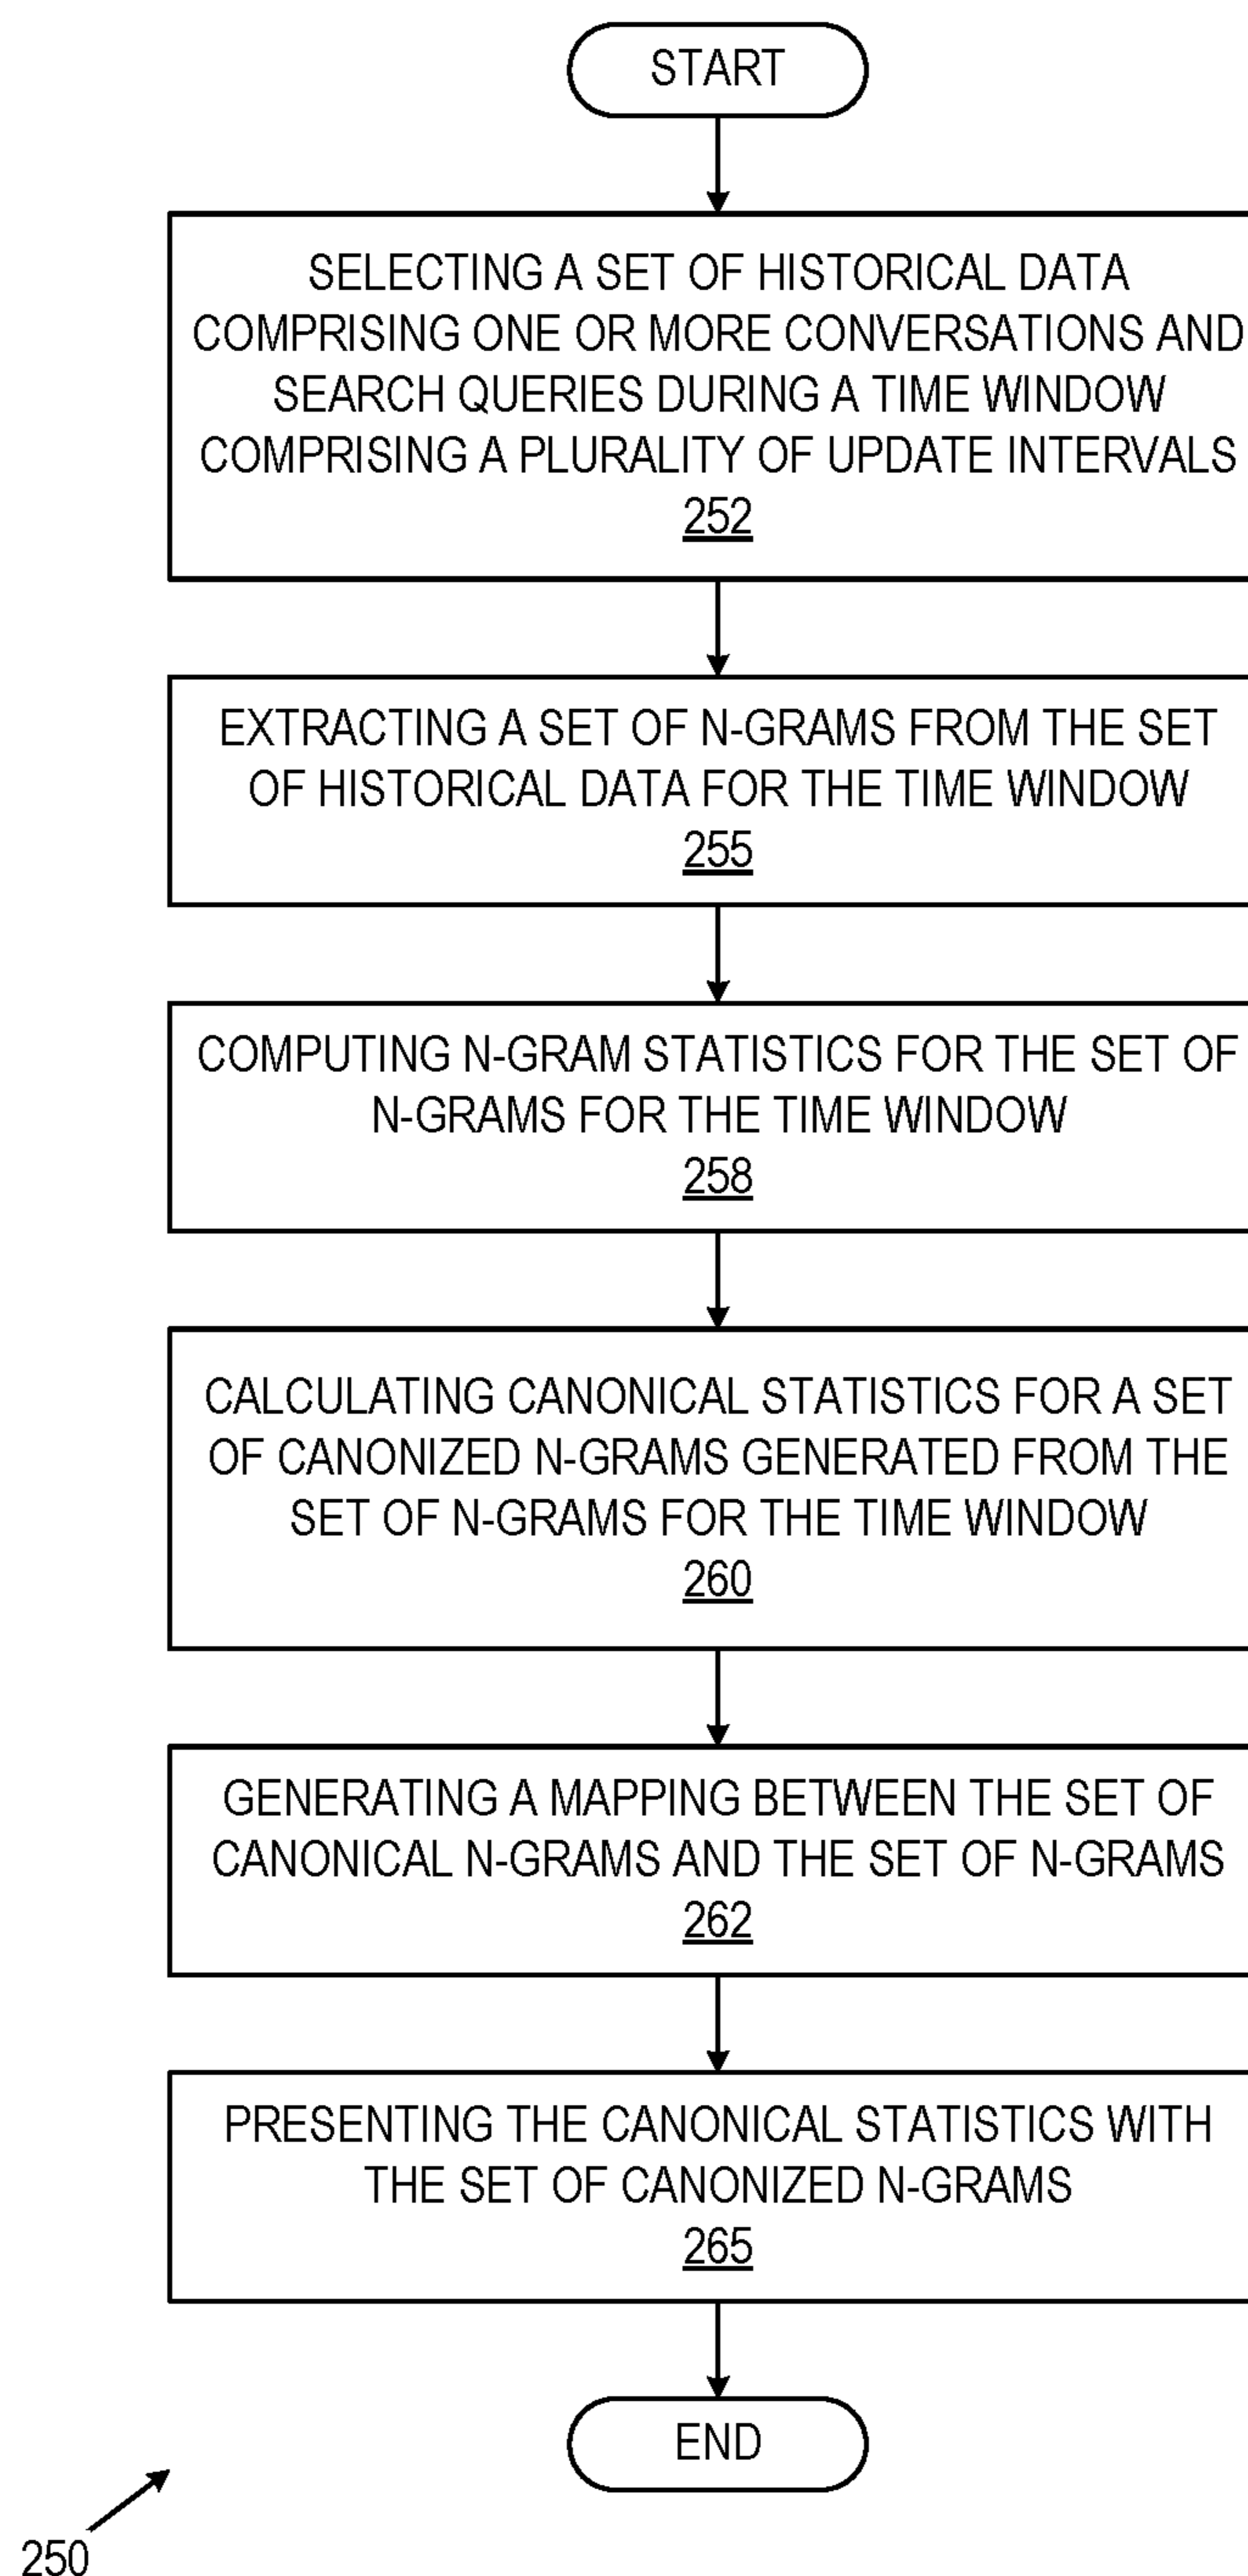 START
SELECTING A SET OF HISTORICAL DATA
COMPRISING ONE OR MORE CONVERSATIONS AND
SEARCH QUERIES DURING A TIME WINDOW
COMPRISING A PLURALITY OF UPDATE INTERVALS
252
EXTRACTING A SET OF N-GRAMS FROM THE SET
OF HISTORICAL DATA FOR THE TIME WINDOW
255
COMPUTING N-GRAM STATISTICS FOR THE SET OF
N-GRAMS FOR THE TIME WINDOW
258
CALCULATING CANONICAL STATISTICS FOR A SET
OF CANONIZED N-GRAMS GENERATED FROM THE
SET OF N-GRAMS FOR THE TIME WINDOW
260
GENERATING A MAPPING BETWEEN THE SET OF
CANONICAL N-GRAMS AND THE SET OF N-GRAMS
262
PRESENTING THE CANONICAL STATISTICS WITH
THE SET OF CANONIZED N-GRAMS
265
END
250